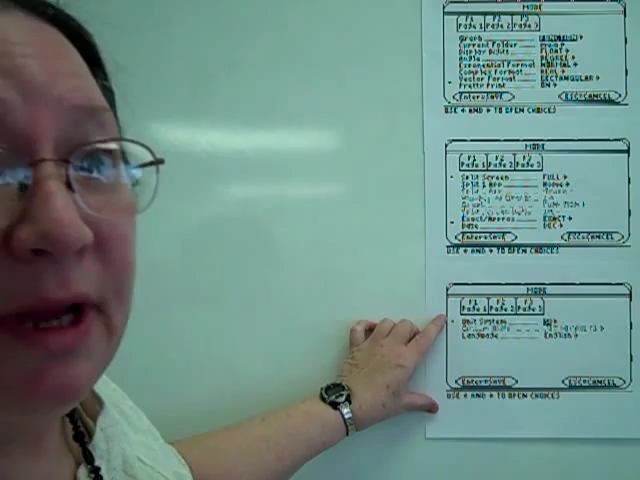 MODE
F1 F2 F3
Page 1 Page 2 Page 3
Graph FUNCTION →
Current Folder main →
Display Digits FLOAT →
Angle DEGREE →
Exponential Format NORMAL →
Complex Format REAL →
Vector Format RECTANGULAR →
Pretty Print ON →
Enter=SAVE ESC=CANCEL
USE ← AND → TO OPEN CHOICES
MODE
F1 F2 F3
Page 1 Page 2 Page 3
Split Screen FULL →
Split 1 App Home →
Exact/Approx EXACT →
Base DEC →
Enter=SAVE ESC=CANCEL
USE ← AND → TO OPEN CHOICES
MODE
F1 F2 F3
Page 1 Page 2 Page 3
Unit System
Language English →
Enter=SAVE ESC=CANCEL
USE ← AND → TO OPEN CHOICES